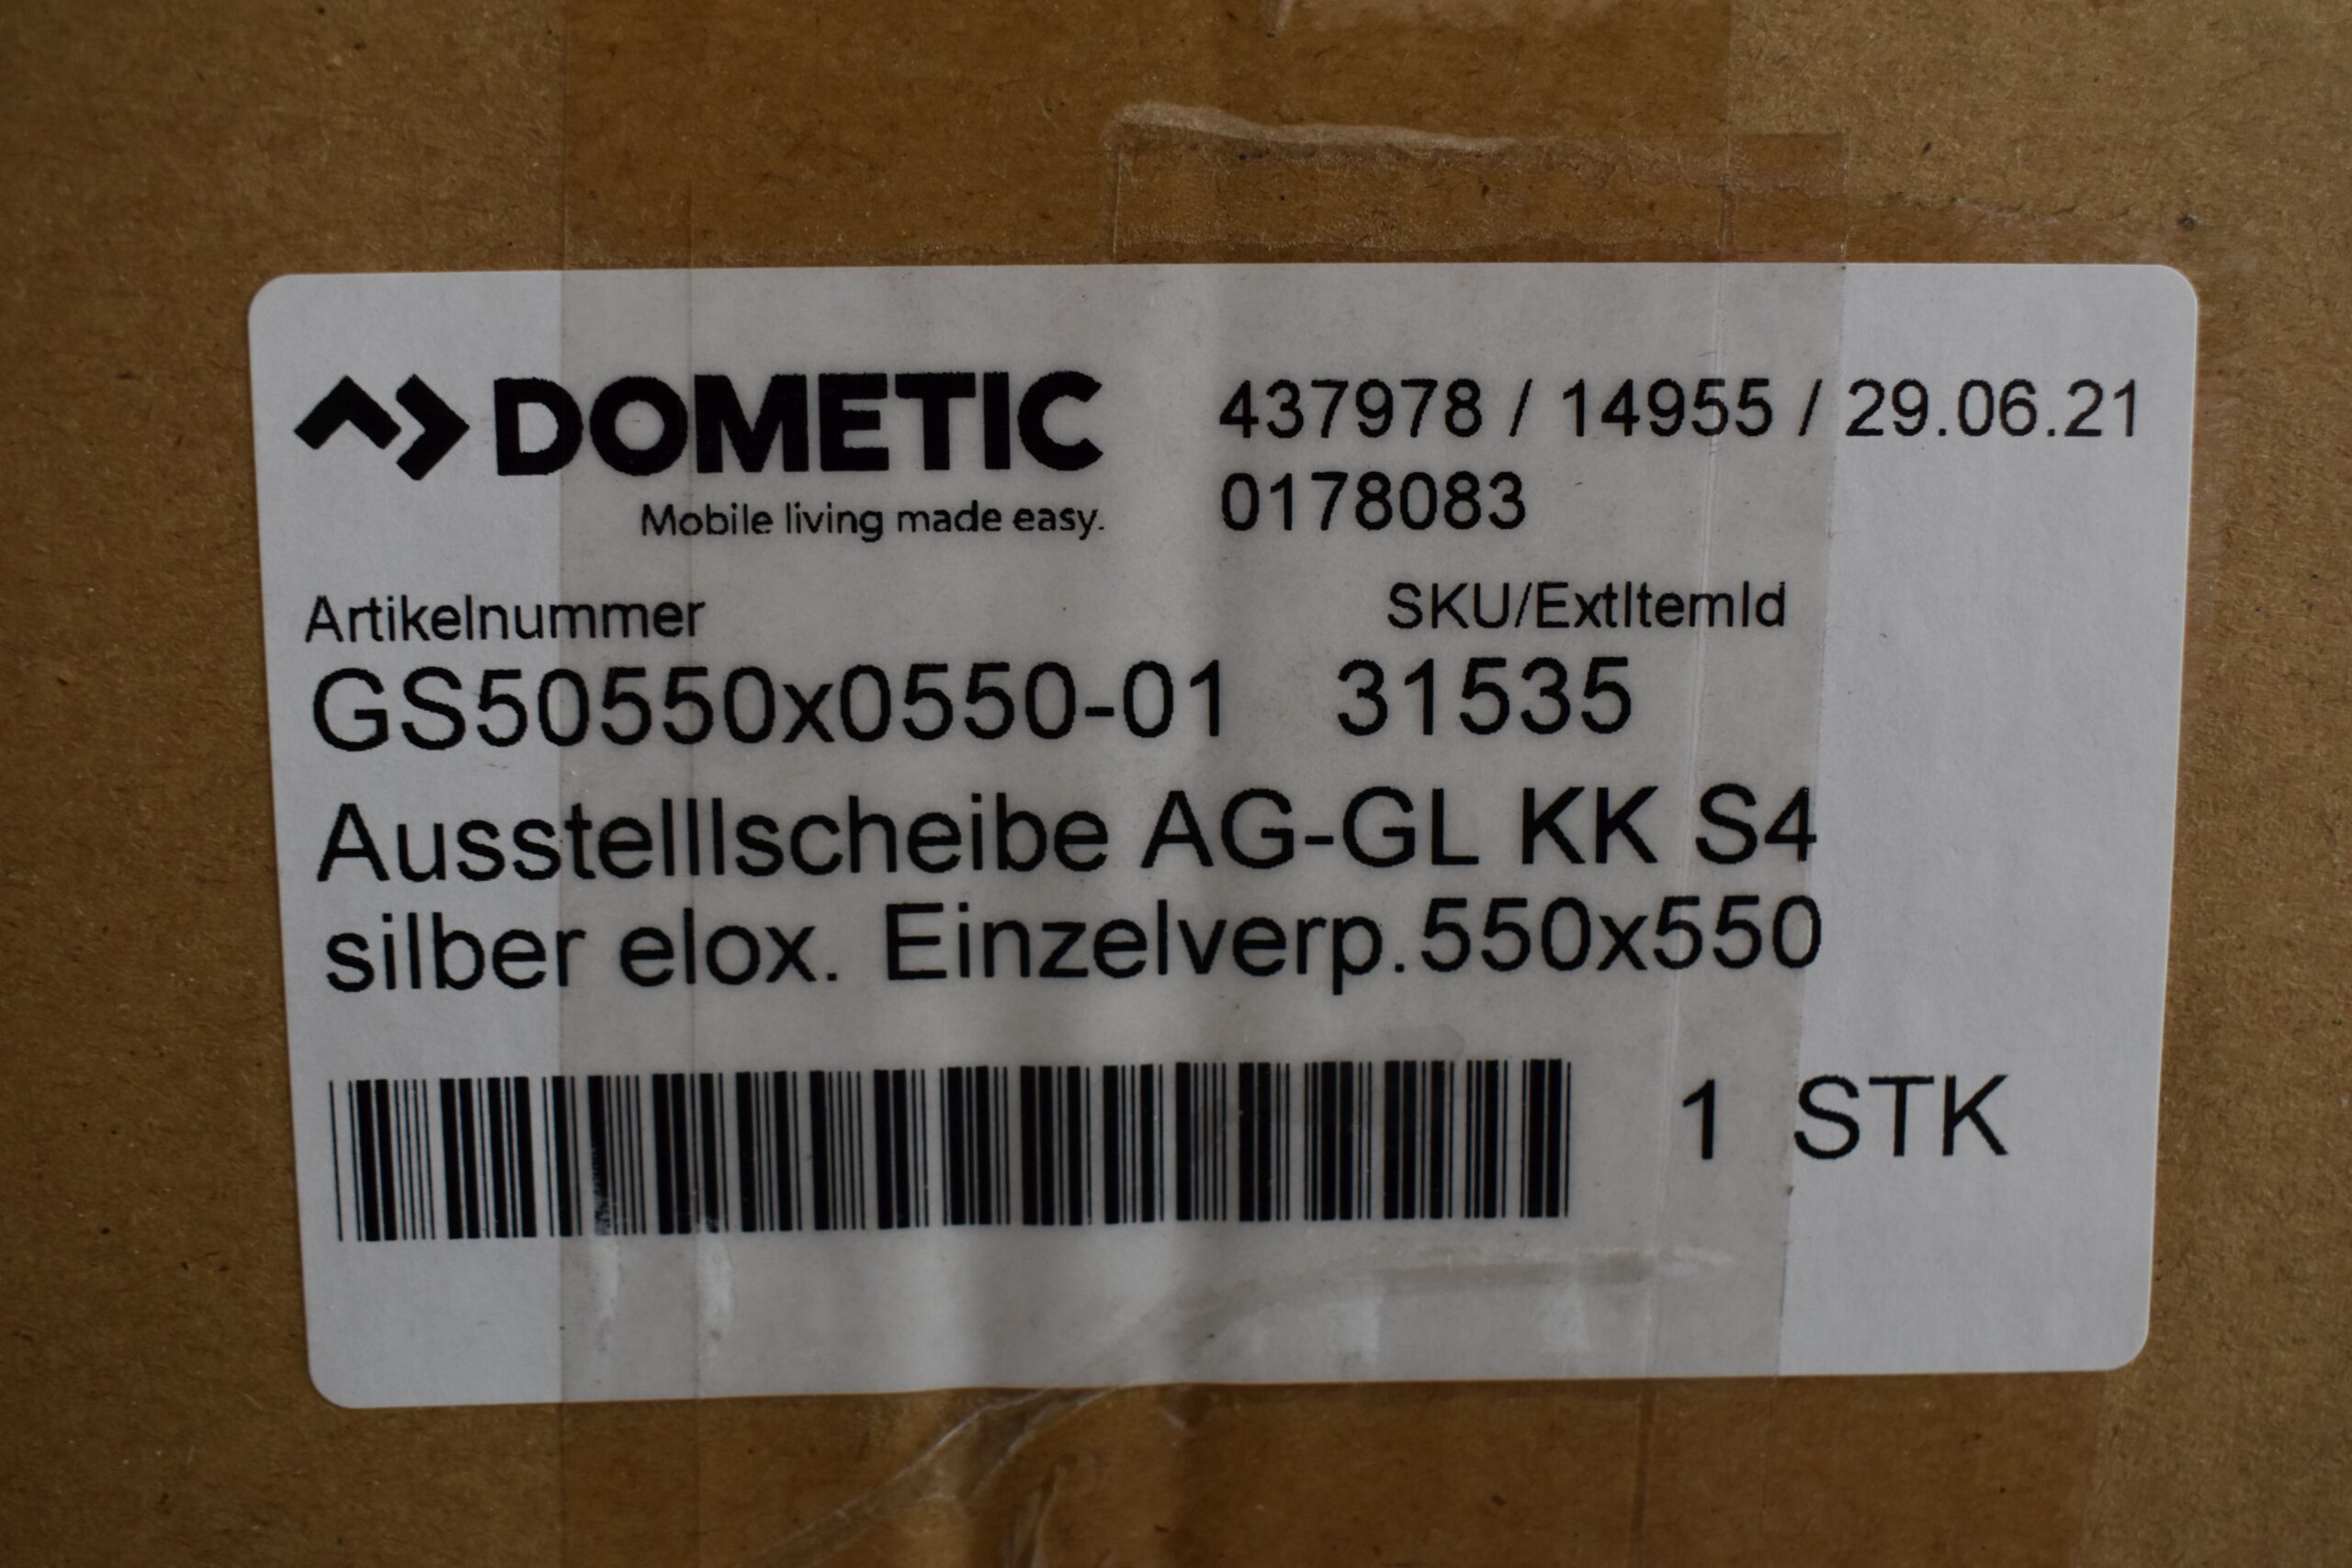 DOMETIC
Mobile living made easy.
437978 / 14955 / 29.06.21
0178083
Artikelnummer
SKU/ExtItemId
GS50550x0550-01 31535
Ausstelllscheibe AG-GL KK S4
silber elox. Einzelverp.550x550
1 STK